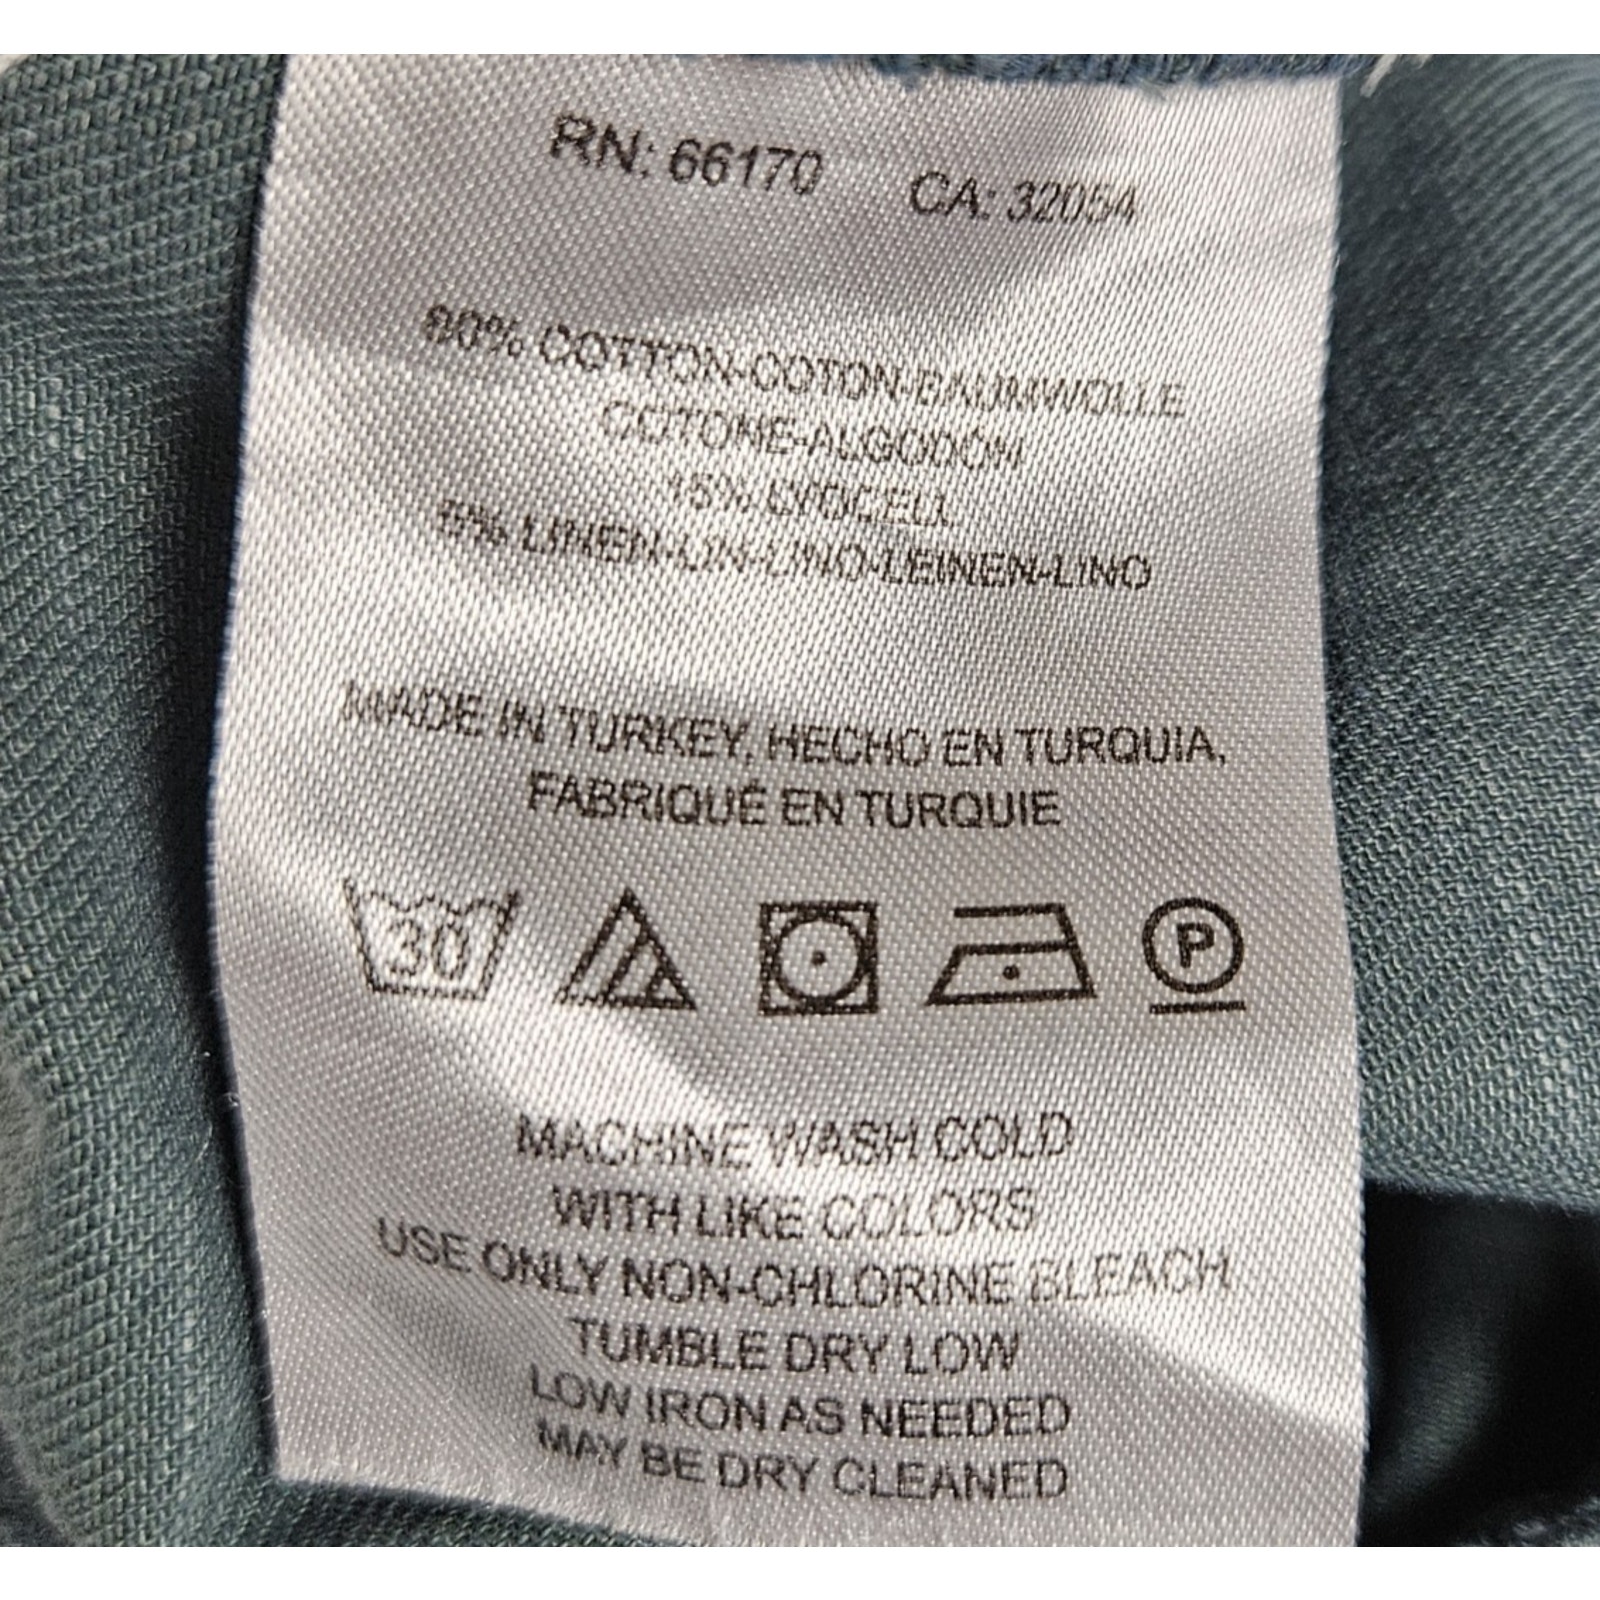 RN: 66170 CA: 32054
80% COTTON-COTON-BAUMWOLLE
COTONE-ALGODÓN
15% LYOCELL
5% LINEN-LIN-LINO-LEINEN-LINO
MADE IN TURKEY, HECHO EN TURQUIA,
FABRIQUÉ EN TURQUIE
30 P
MACHINE WASH COLD
WITH LIKE COLORS
USE ONLY NON-CHLORINE BLEACH
TUMBLE DRY LOW
LOW IRON AS NEEDED
MAY BE DRY CLEANED